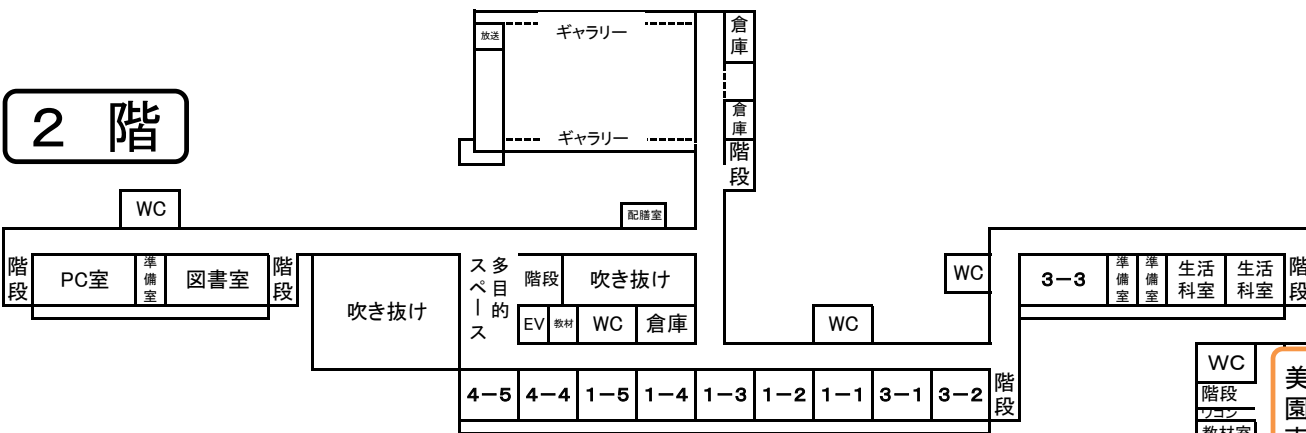 倉庫
放送
ギャラリー
2 階
ギャラリー
倉庫
階段
WC
配膳室
階段
PC室
準備室
図書室
階段
吹き抜け
多目的スペース
階段
吹き抜け
EV
教材
WC
倉庫
WC
WC
3-3
準備室
準備室
生活科室
生活科室
階段
4-5
4-4
1-5
1-4
1-3
1-2
1-1
3-1
3-2
階段
WC
階段
美園